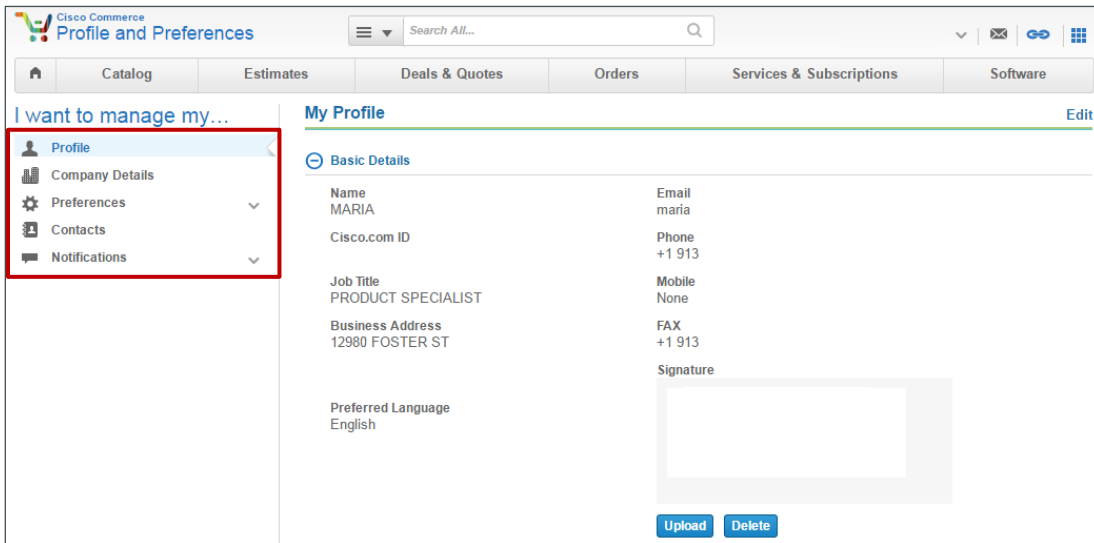 Cisco Commerce
Profile and Preferences
Search All...
Catalog Estimates Deals & Quotes Orders Services & Subscriptions Software
I want to manage my...
Profile
Company Details
Preferences
Contacts
Notifications
My Profile Edit
Basic Details
Name Email
MARIA maria
Cisco.com ID Phone
+1 913
Job Title Mobile
PRODUCT SPECIALIST None
Business Address FAX
12980 FOSTER ST +1 913
Signature
Preferred Language
English
Upload Delete